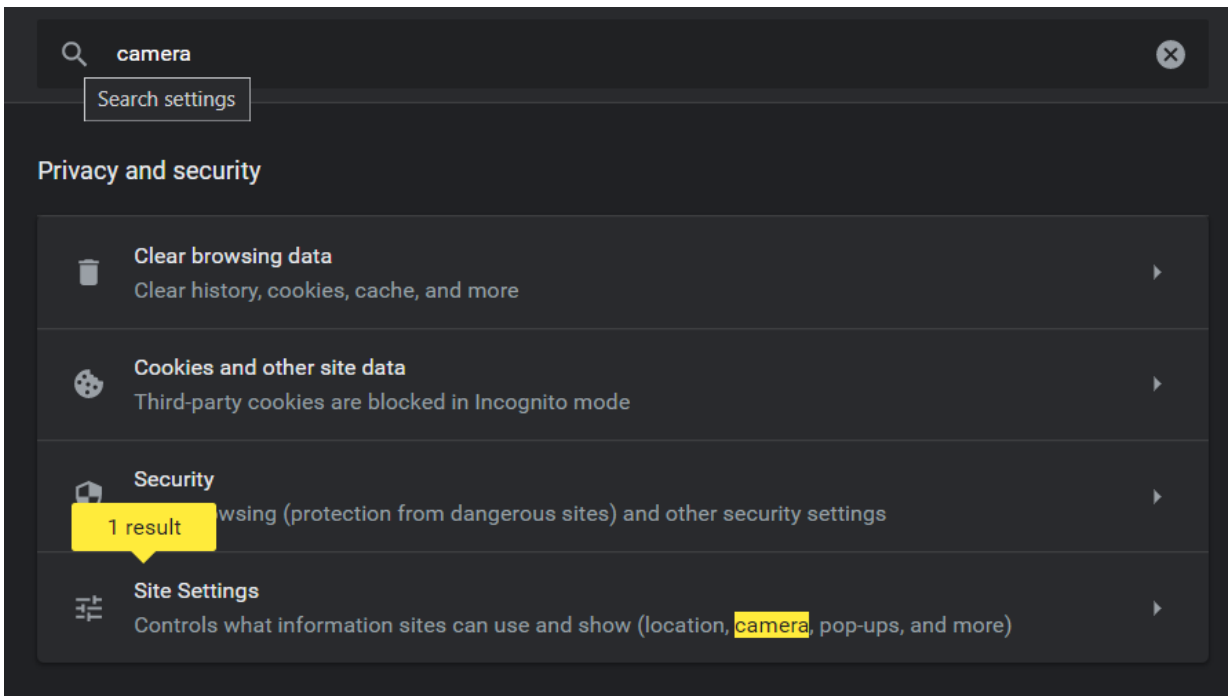 camera
Search settings
Privacy and security
Clear browsing data
Clear history, cookies, cache, and more
Cookies and other site data
Third-party cookies are blocked in Incognito mode
Security
wsing (protection from dangerous sites) and other security settings
1 result
Site Settings
Controls what information sites can use and show (location, camera, pop-ups, and more)